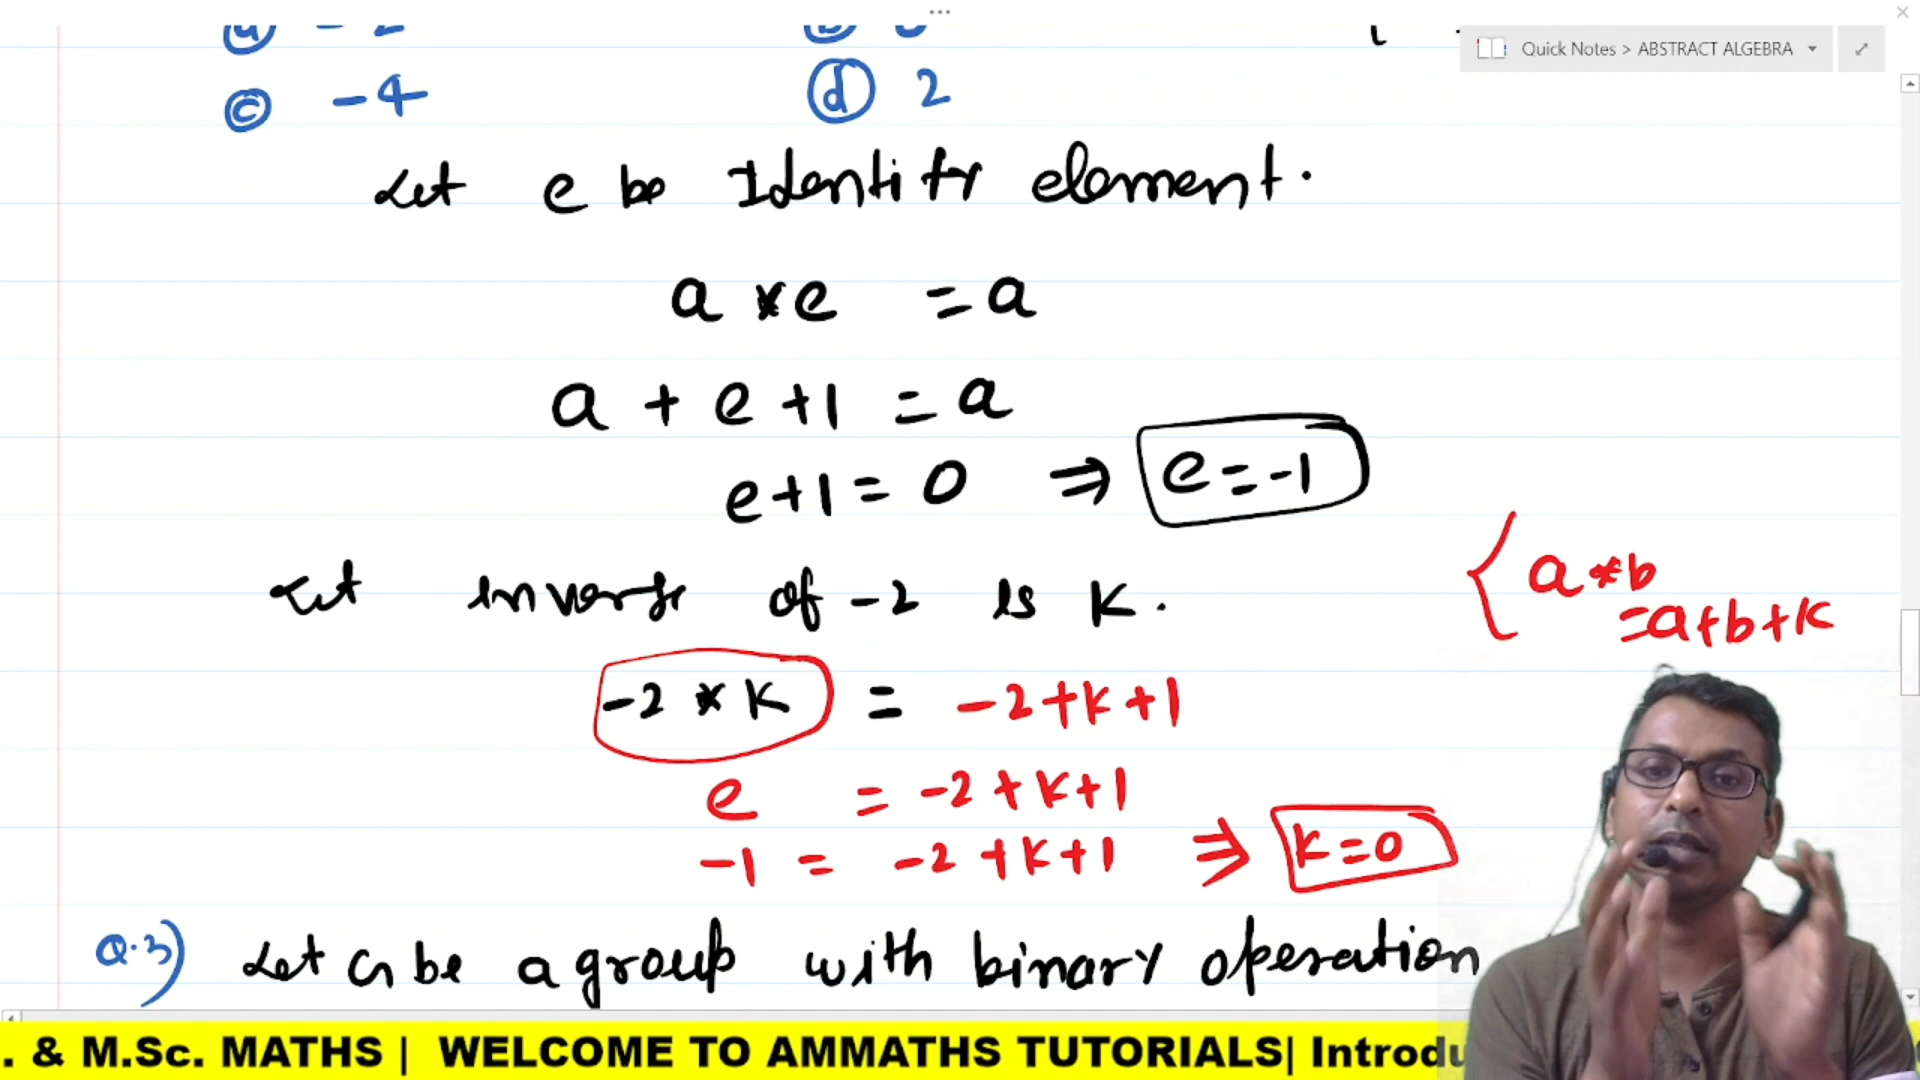 Quick Notes > ABSTRACT ALGEBRA
ⓒ -4 ⓓ 2
Let e be Identity element.
a * e = a
a + e + 1 = a
e + 1 = 0 ⇒ e = -1
Let inverse of -2 is K.
{ a * b
= a + b + K
-2 * K = -2 + K + 1
e = -2 + K + 1
-1 = -2 + K + 1 ⇒ K = 0
Q.3) Let G be a group with binary operation
. & M.Sc. MATHS | WELCOME TO AMMATHS TUTORIALS| Introdu